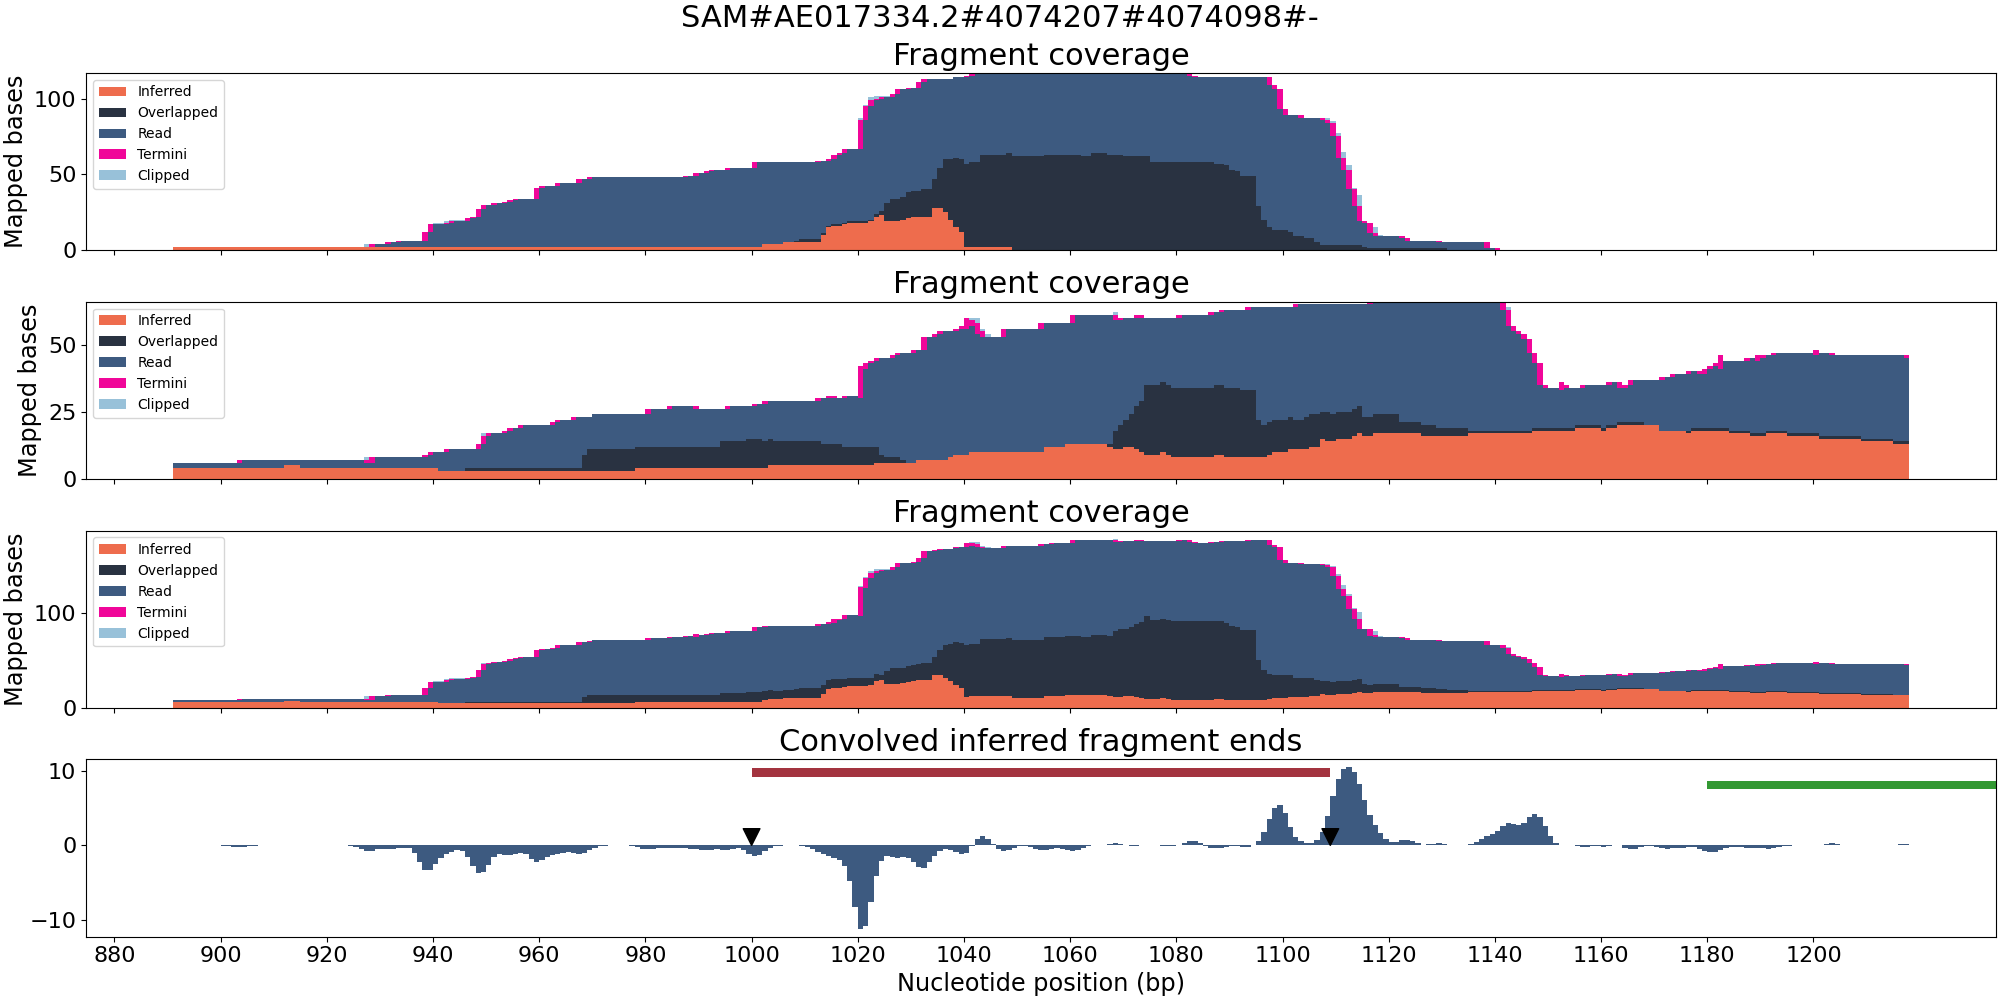 SAM#AE017334.2#4074207#4074098#-
Fragment coverage
Mapped bases
100
50
0
Inferred
Overlapped
Read
Termini
Clipped
Fragment coverage
Mapped bases
50
25
0
Inferred
Overlapped
Read
Termini
Clipped
Fragment coverage
Mapped bases
100
0
Inferred
Overlapped
Read
Termini
Clipped
Convolved inferred fragment ends
10
0
−10
880 900 920 940 960 980 1000 1020 1040 1060 1080 1100 1120 1140 1160 1180 1200
Nucleotide position (bp)